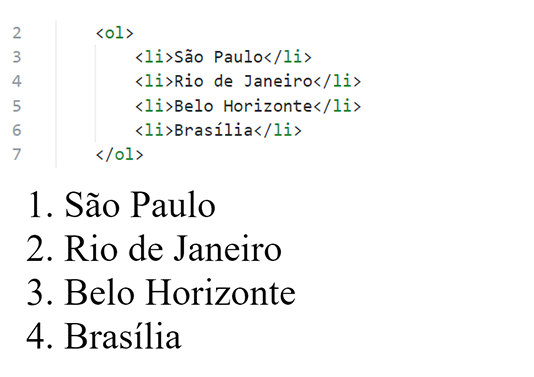 2 <ol>
3 <li>São Paulo</li>
4 <li>Rio de Janeiro</li>
5 <li>Belo Horizonte</li>
6 <li>Brasília</li>
7 </ol>
1. São Paulo
2. Rio de Janeiro
3. Belo Horizonte
4. Brasília